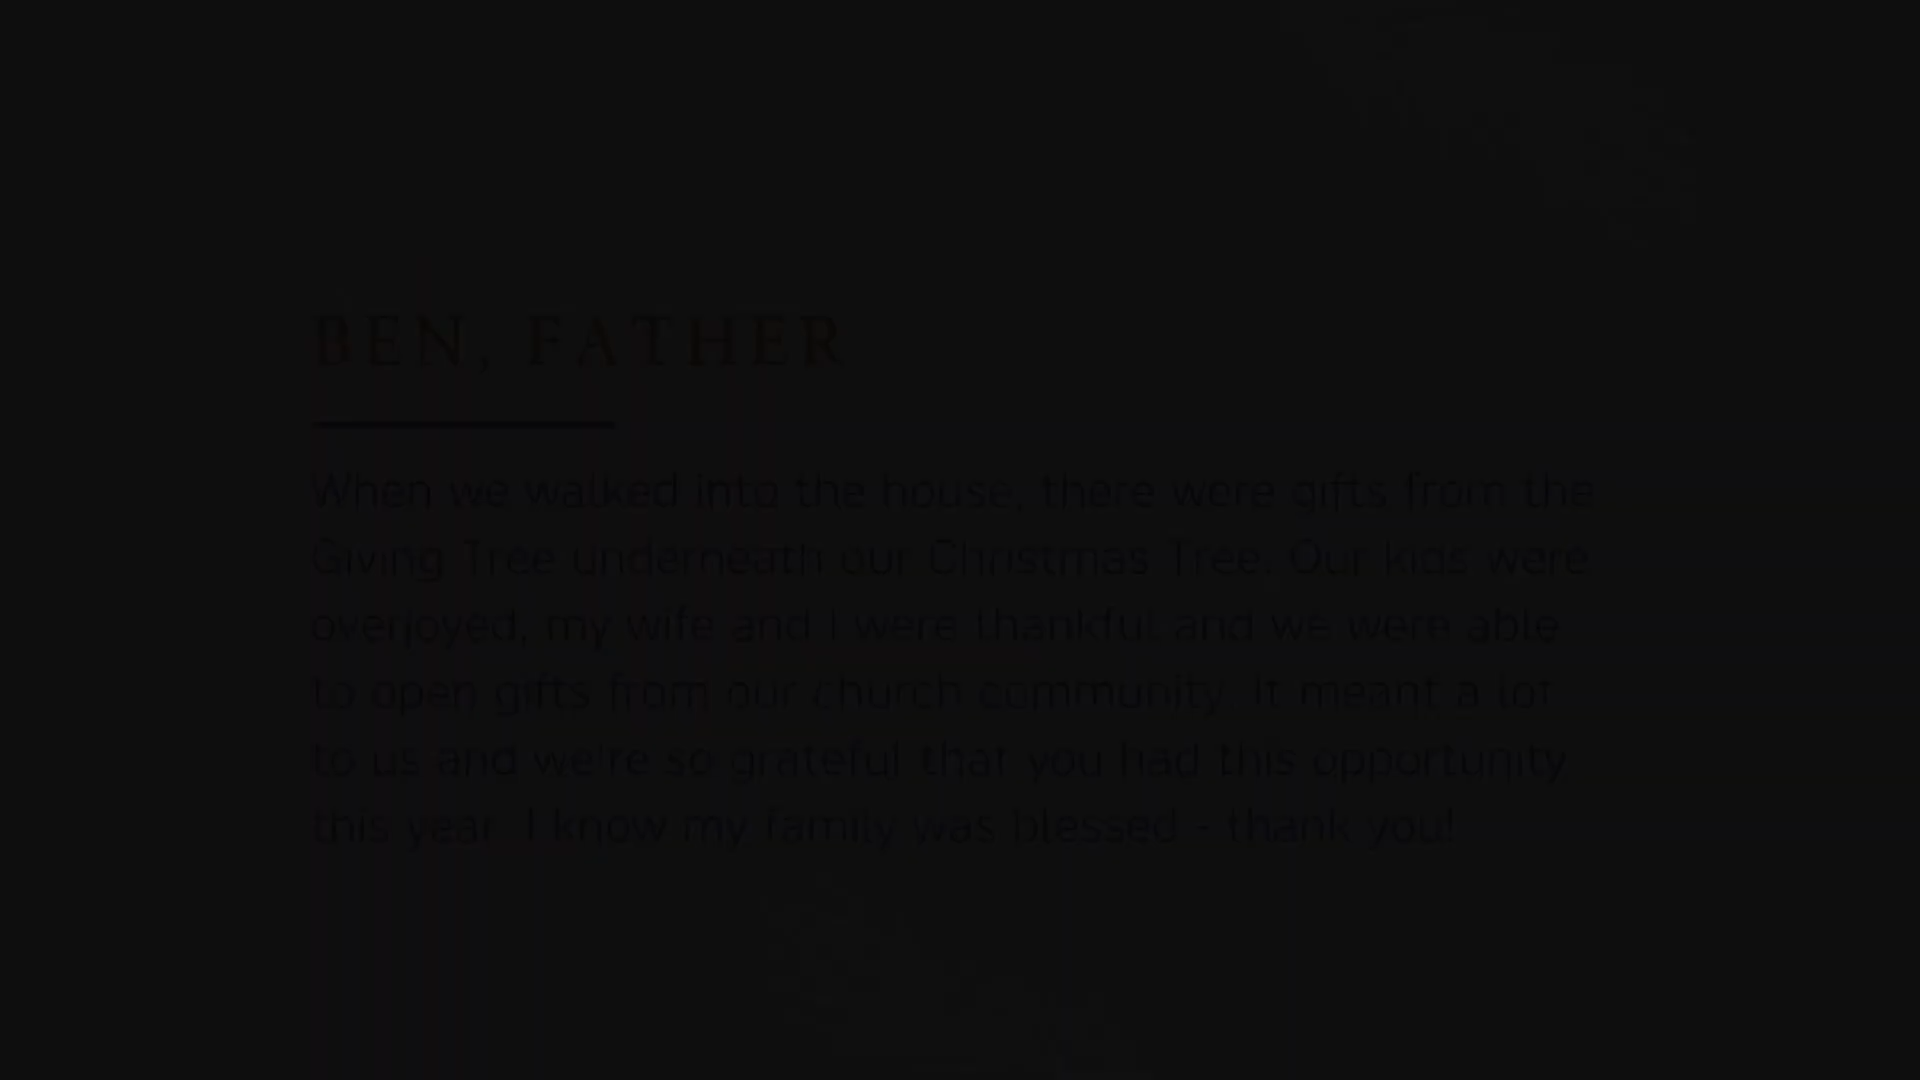 BEN, FATHER
When we walked into the house, there were gifts from the
Giving Tree underneath our Christmas Tree. Our kids were
overjoyed, my wife and I were thankful and we were able
to open gifts from our church community. It meant a lot
to us and we're so grateful that you had this opportunity
this year. I know my family was blessed - thank you!